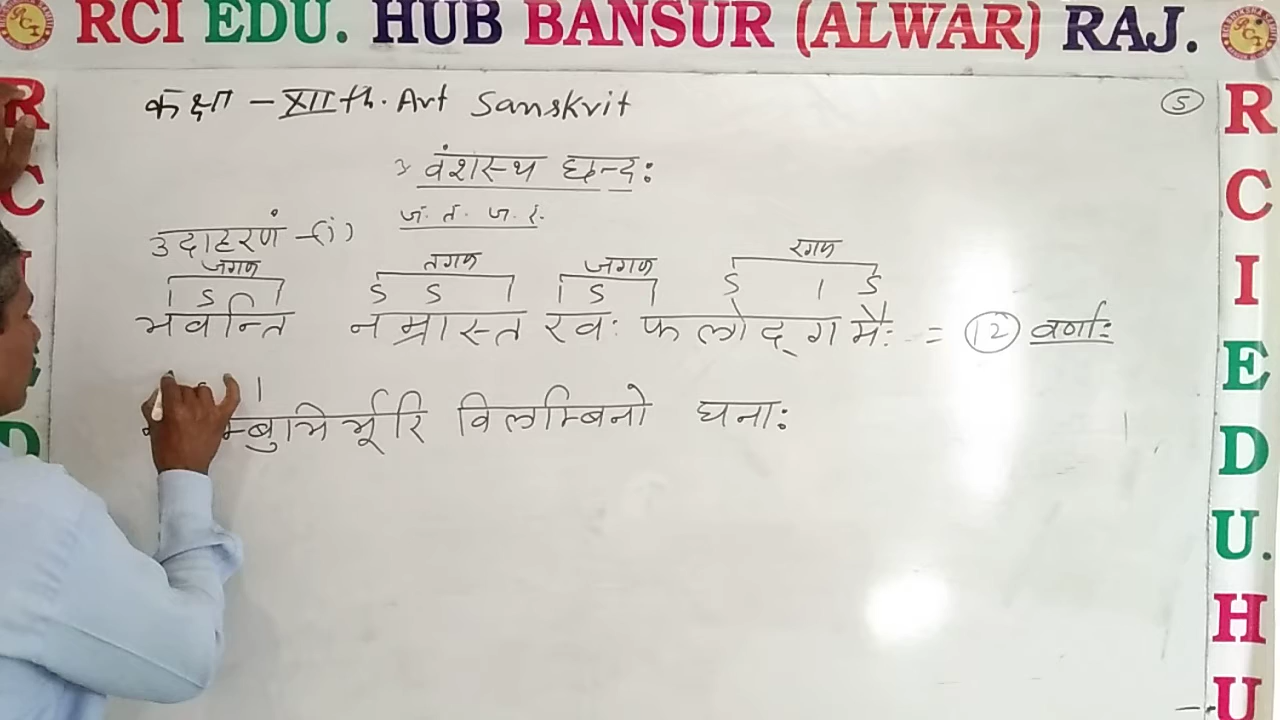 RCI EDU. HUB BANSUR (ALWAR) RAJ.
कक्षा - XIIth. Art Sanskrit
5
वंशस्थ छन्दः
ज. त. ज. र.
उदाहरणं -(i)
जगण तगण जगण रगण
। ऽ । ऽ ऽ । । ऽ । ऽ । ऽ
भवन्ति नम्रास्त रवः फलोद्गमैः = 12 वर्णाः
।
म्बुभिर्भूरि विलम्बिनो घनाः
R
C
R
C
I
E
D
U.
H
U